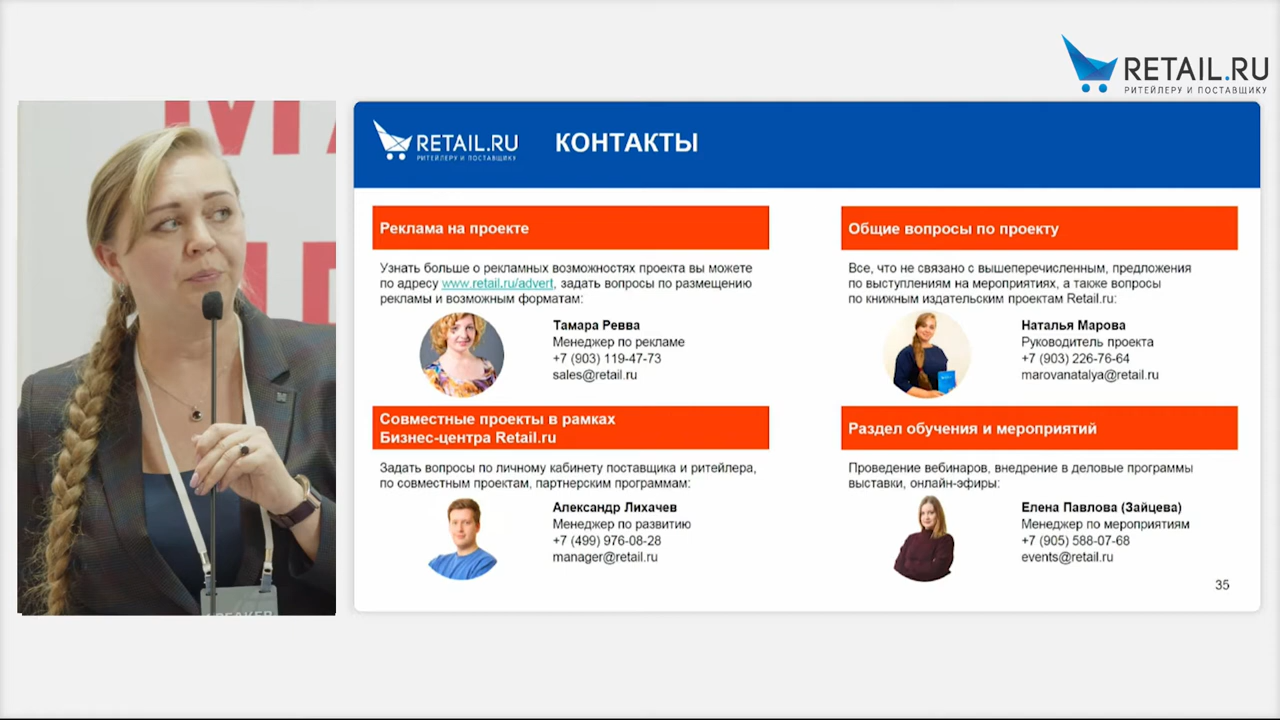 RETAIL.RU
РИТЕЙЛЕРУ И ПОСТАВЩИКУ
RETAIL.RU
РИТЕЙЛЕРУ И ПОСТАВЩИКУ
КОНТАКТЫ
Реклама на проекте
Узнать больше о рекламных возможностях проекта вы можете
по адресу www.retail.ru/advert, задать вопросы по размещению
рекламы и возможным форматам:
Тамара Ревва
Менеджер по рекламе
+7 (903) 119-47-73
sales@retail.ru
Общие вопросы по проекту
Все, что не связано с вышеперечисленным, предложения
по выступлениям на мероприятиях, а также вопросы
по книжным издательским проектам Retail.ru:
Наталья Марова
Руководитель проекта
+7 (903) 226-76-64
marovanatalya@retail.ru
Совместные проекты в рамках
Бизнес-центра Retail.ru
Задать вопросы по личному кабинету поставщика и ритейлера,
по совместным проектам, партнерским программам:
Александр Лихачев
Менеджер по развитию
+7 (499) 976-08-28
manager@retail.ru
Раздел обучения и мероприятий
Проведение вебинаров, внедрение в деловые программы
выставки, онлайн-эфиры:
Елена Павлова (Зайцева)
Менеджер по мероприятиям
+7 (905) 588-07-68
events@retail.ru
35